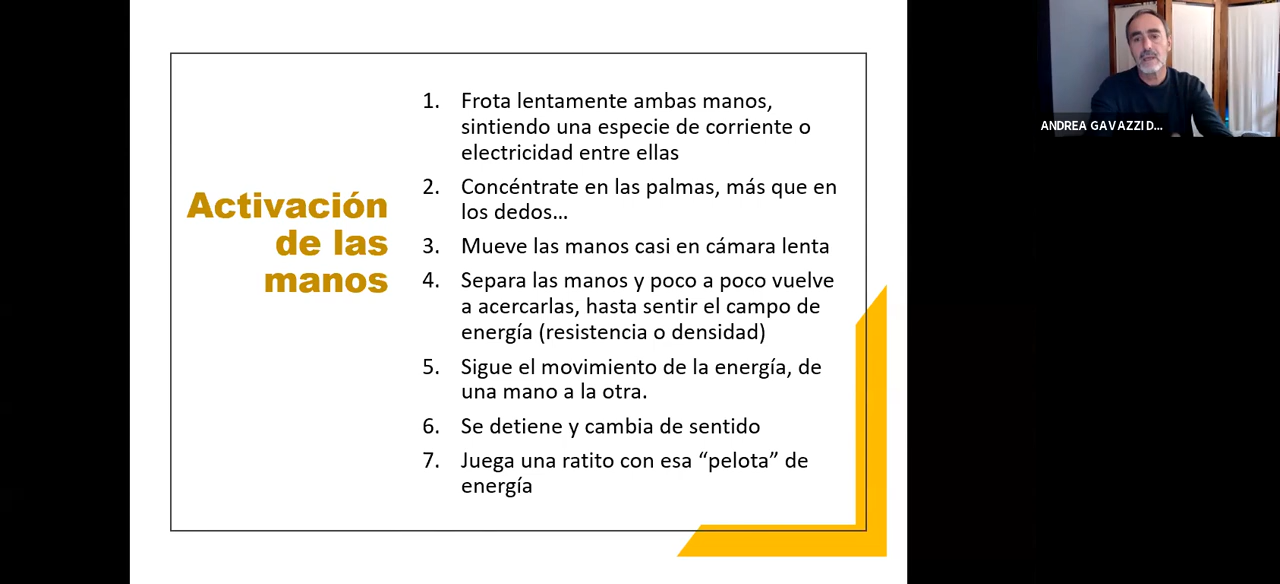 Activación
de las
manos
1. Frota lentamente ambas manos,
sintiendo una especie de corriente o
electricidad entre ellas
2. Concéntrate en las palmas, más que en
los dedos...
3. Mueve las manos casi en cámara lenta
4. Separa las manos y poco a poco vuelve
a acercarlas, hasta sentir el campo de
energía (resistencia o densidad)
5. Sigue el movimiento de la energía, de
una mano a la otra.
6. Se detiene y cambia de sentido
7. Juega una ratito con esa “pelota” de
energía
ANDREA GAVAZZI D...